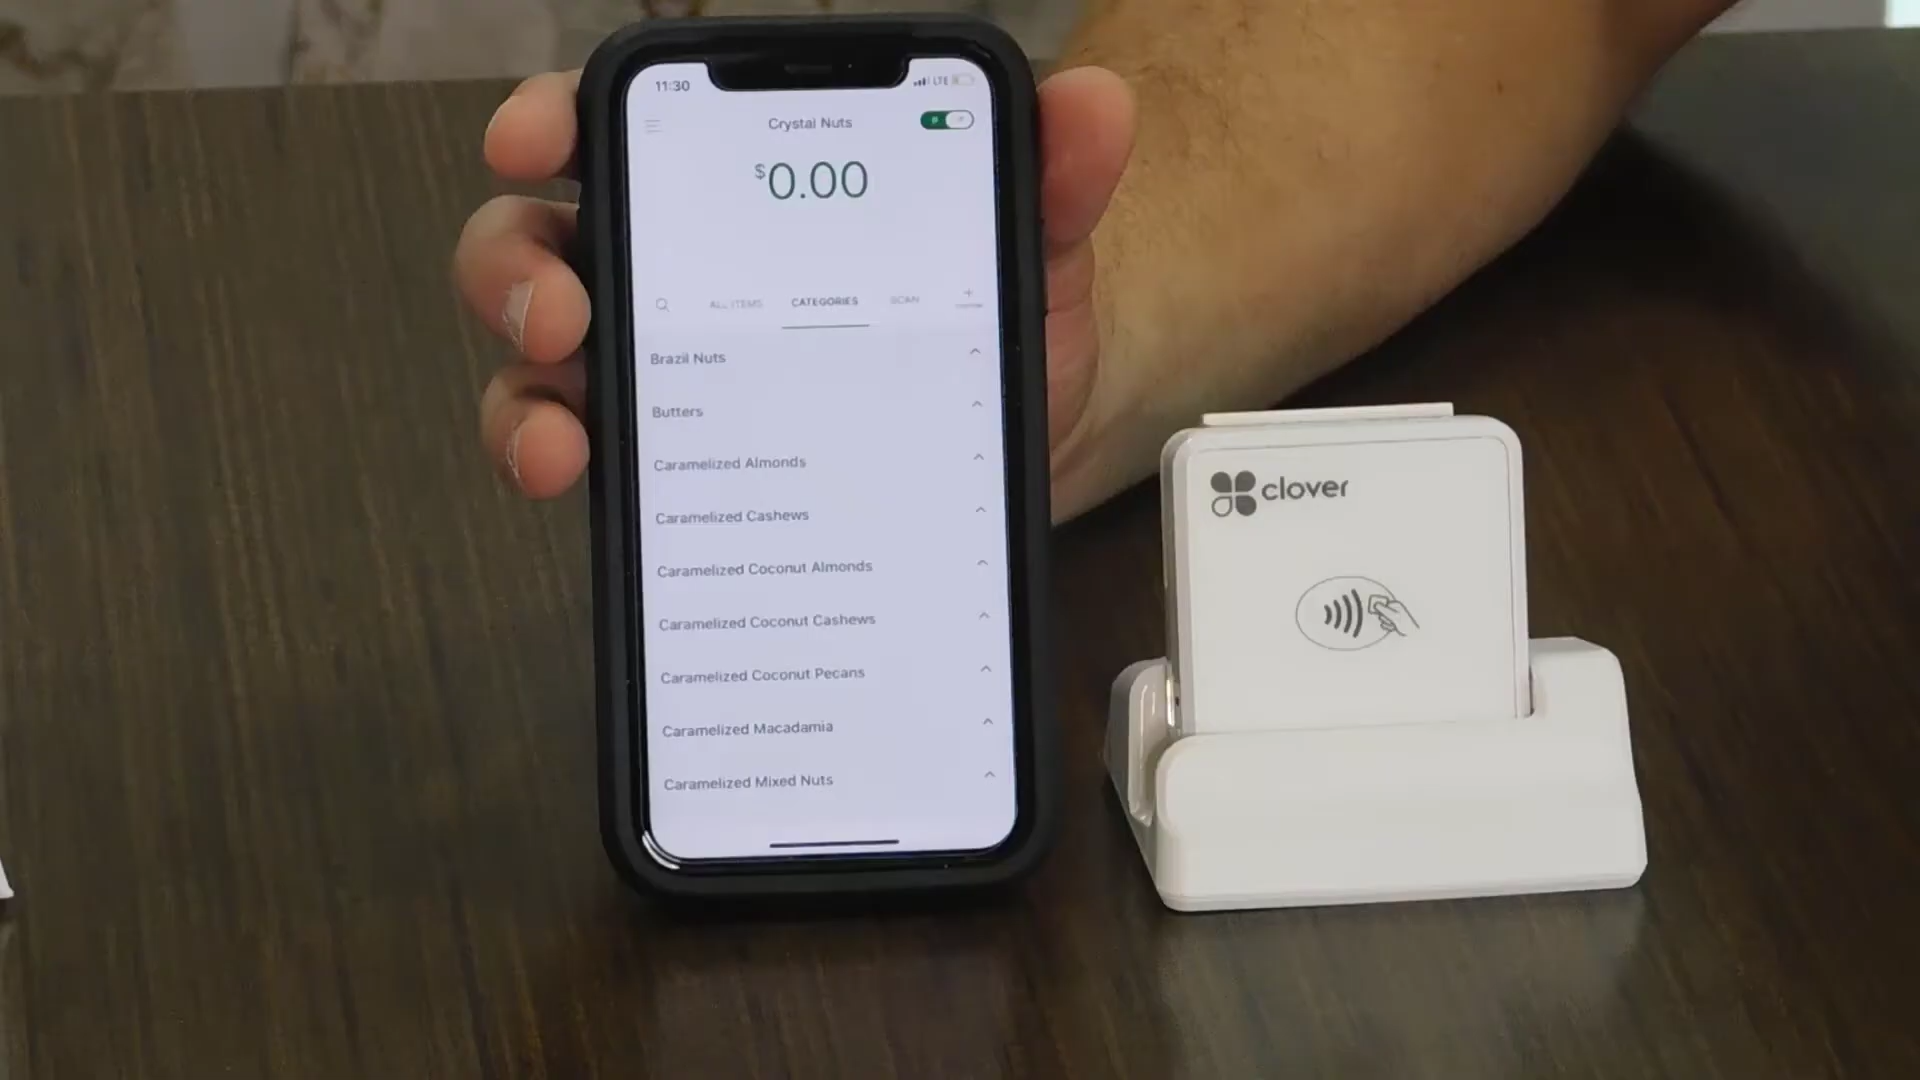 11:30
LTE
Crystal Nuts
$0.00
ALL ITEMS CATEGORIES SCAN +
Brazil Nuts
Butters
Caramelized Almonds
Caramelized Cashews
Caramelized Coconut Almonds
Caramelized Coconut Cashews
Caramelized Coconut Pecans
Caramelized Macadamia
Caramelized Mixed Nuts
clover